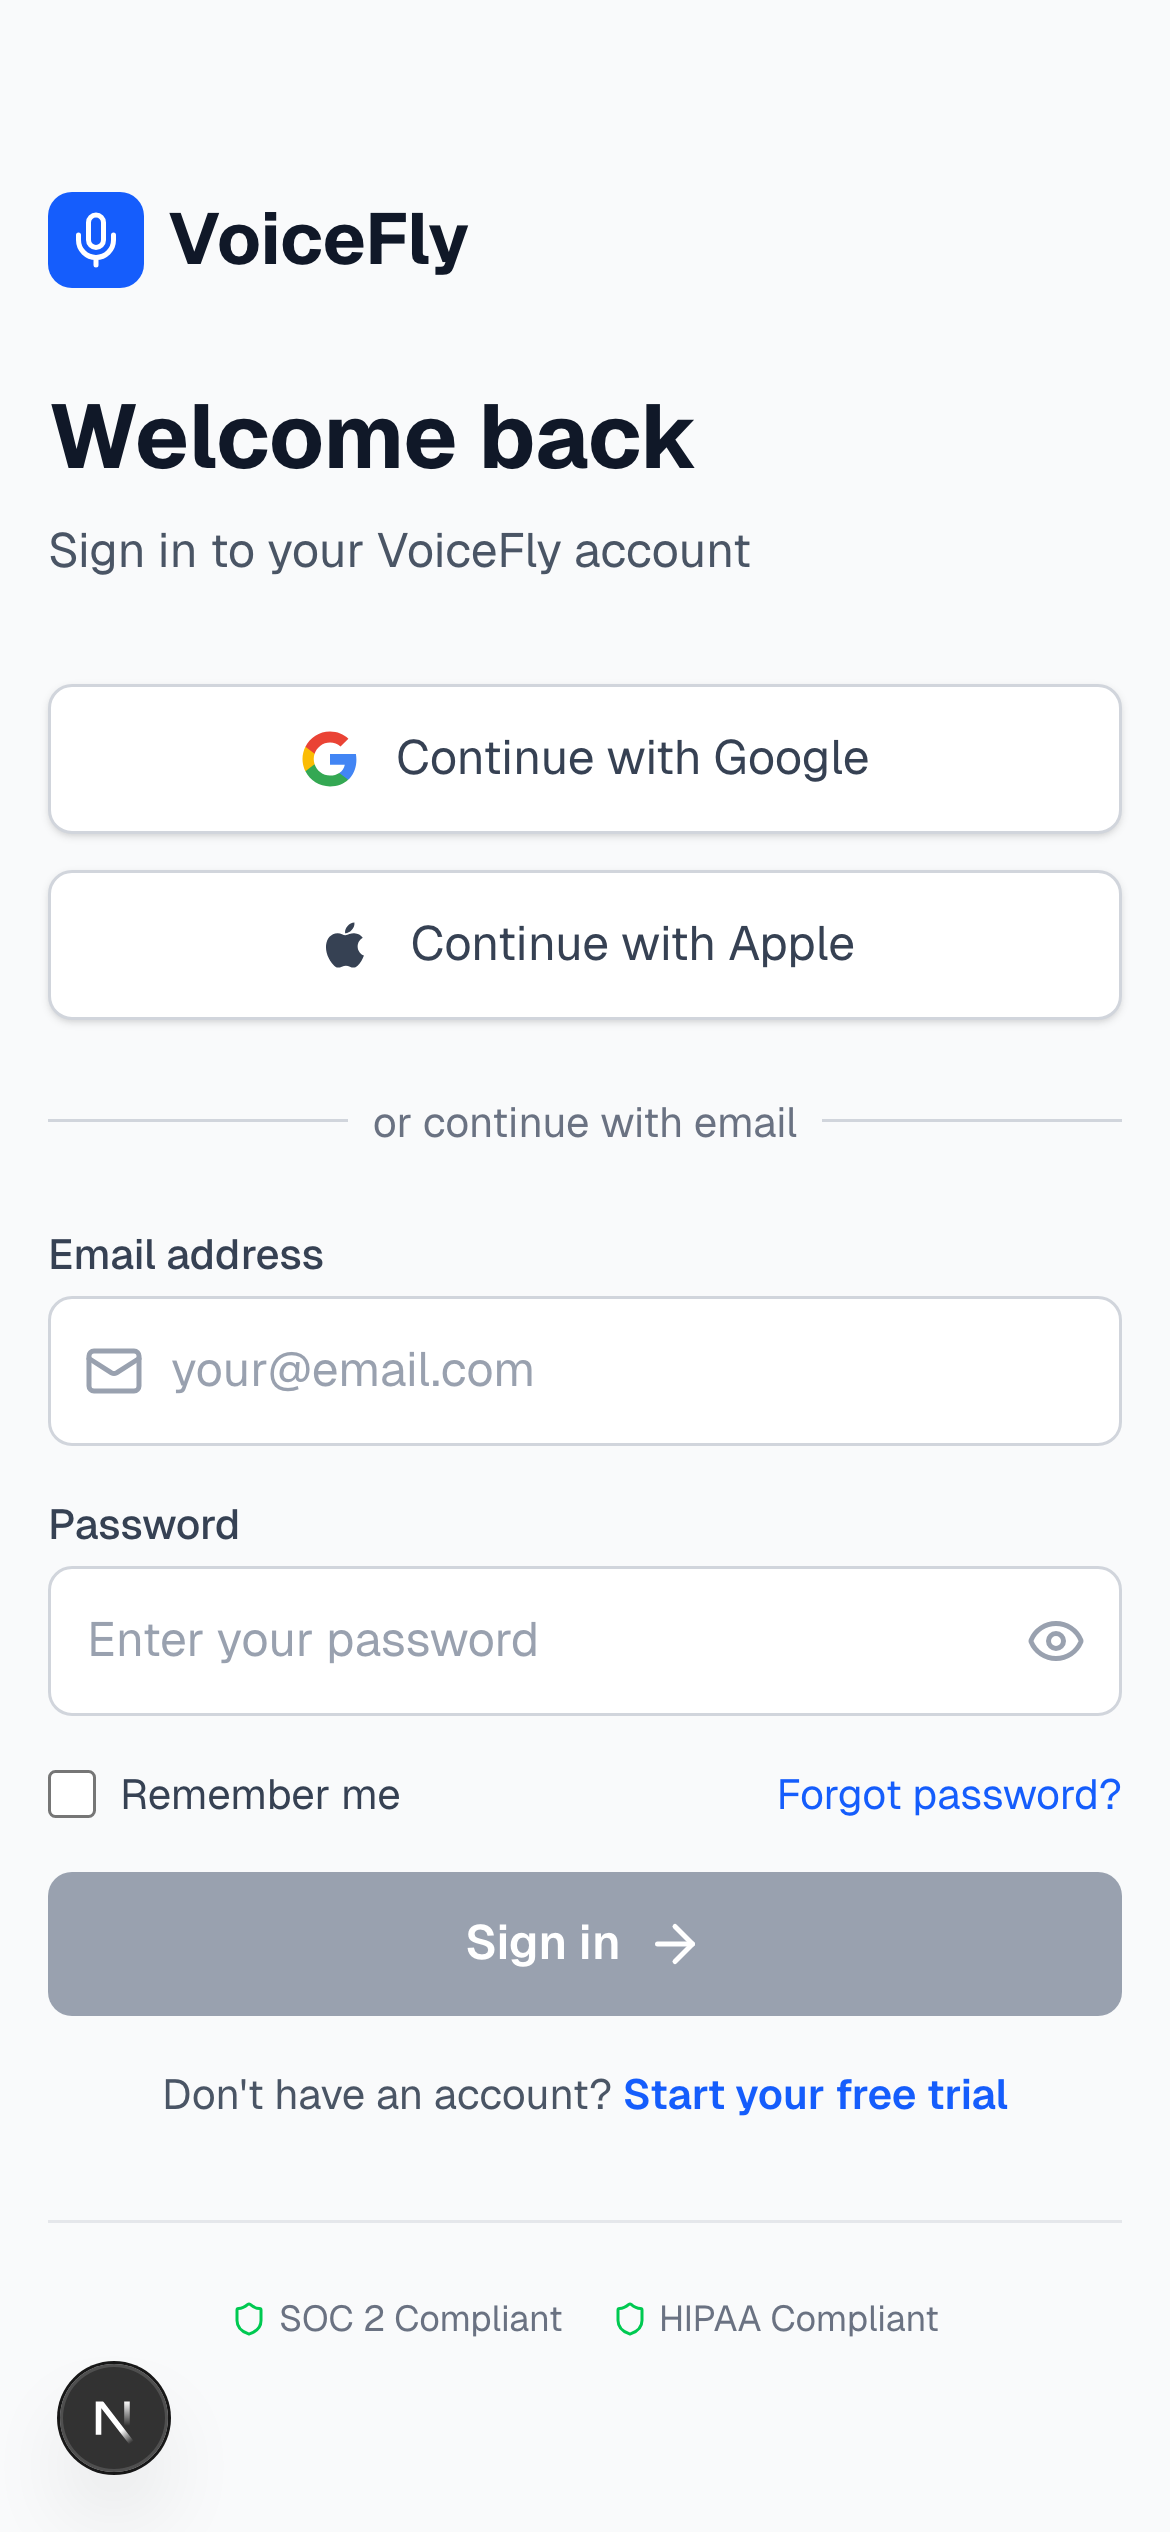 VoiceFly
Welcome back
Sign in to your VoiceFly account
Continue with Google
Continue with Apple
or continue with email
Email address
your@email.com
Password
Enter your password
Remember me
Forgot password?
Sign in
Don't have an account? Start your free trial
SOC 2 Compliant
HIPAA Compliant
N